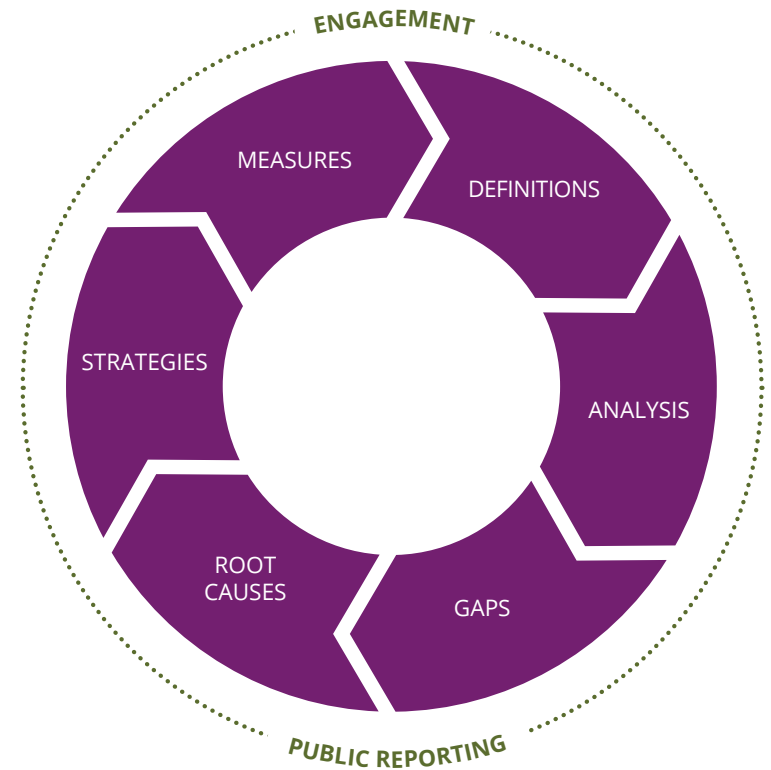 ENGAGEMENT
MEASURES
DEFINITIONS
STRATEGIES
ANALYSIS
ROOT
CAUSES
GAPS
PUBLIC REPORTING